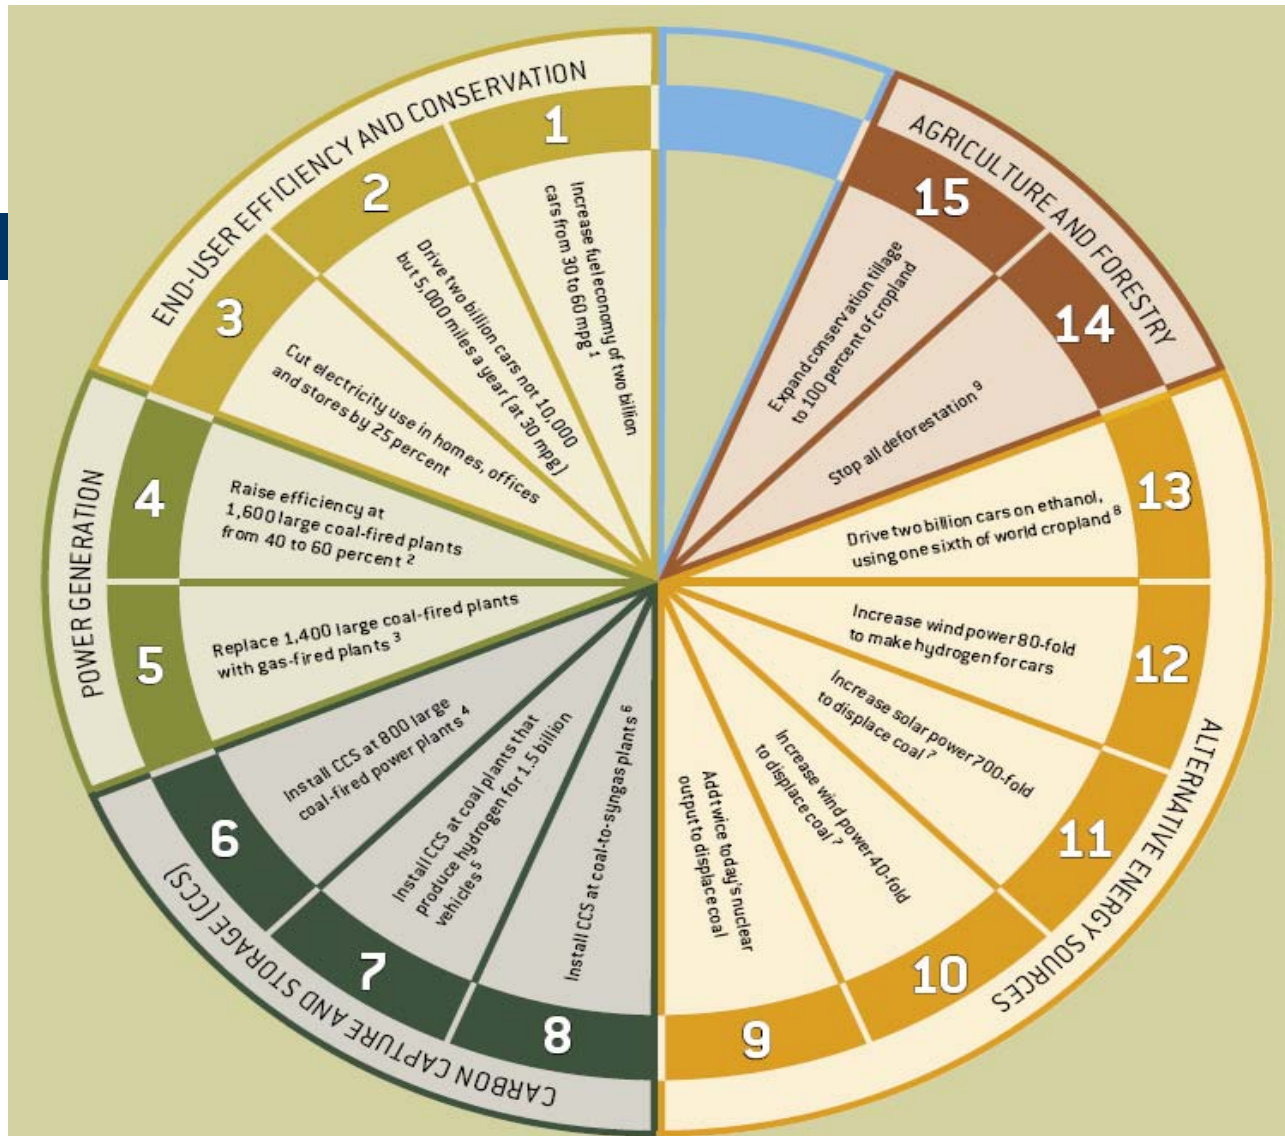 END-USER EFFICIENCY AND CONSERVATION
1
Increase fuel economy of two billion
cars from 30 to 60 mpg 1
2
Drive two billion cars not 10,000
but 5,000 miles a year (at 30 mpg)
3
Cut electricity use in homes, offices
and stores by 25 percent
POWER GENERATION
4
Raise efficiency at
1,600 large coal-fired plants
from 40 to 60 percent 2
5
Replace 1,400 large coal-fired plants
with gas-fired plants 3
CARBON CAPTURE AND STORAGE (CCS)
6
Install CCS at 800 large
coal-fired power plants 4
7
Install CCS at coal plants that
produce hydrogen for 1.5 billion
vehicles 5
8
Install CCS at coal-to-syngas plants 6
ALTERNATIVE ENERGY SOURCES
9
Add twice today's nuclear
output to displace coal
10
Increase wind power 40-fold
to displace coal 7
11
Increase solar power 700-fold
to displace coal 7
12
Increase wind power 80-fold
to make hydrogen for cars
13
Drive two billion cars on ethanol,
using one sixth of world cropland 8
AGRICULTURE AND FORESTRY
14
Stop all deforestation 9
15
Expand conservation tillage
to 100 percent of cropland